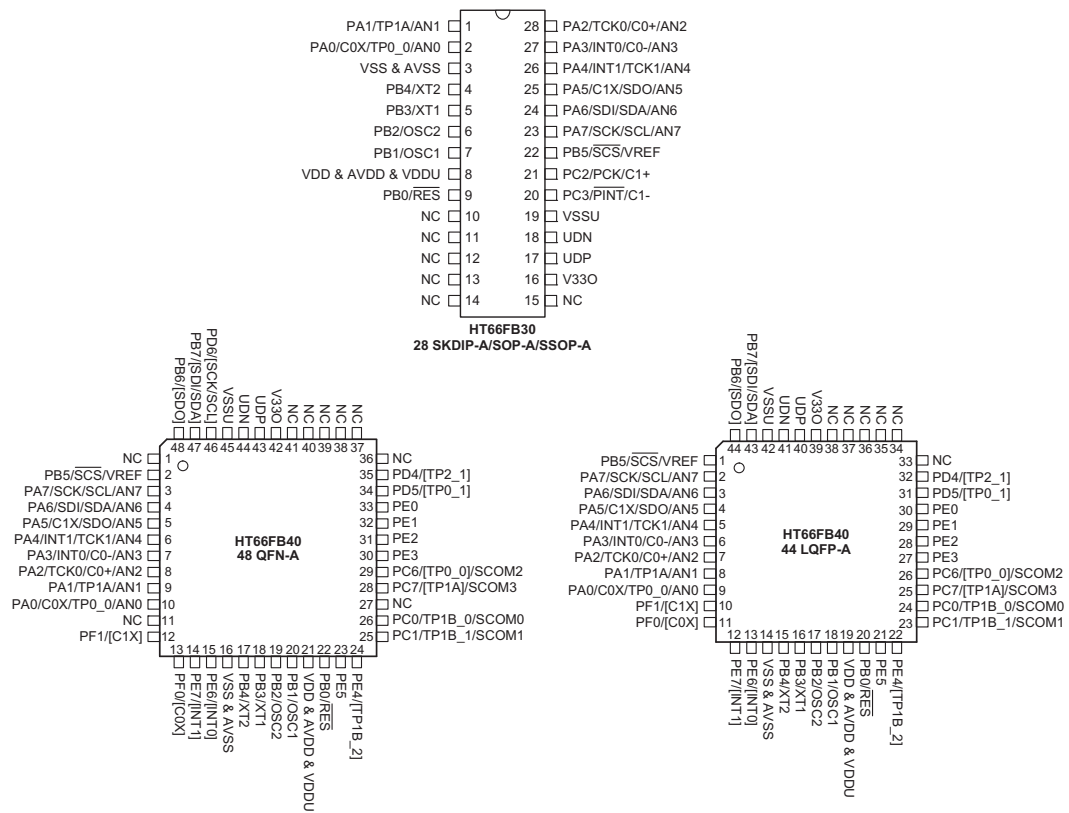 PA1/TP1A/AN1 1 28 PA2/TCK0/C0+/AN2
PA0/C0X/TP0_0/AN0 2 27 PA3/INT0/C0-/AN3
VSS & AVSS 3 26 PA4/INT1/TCK1/AN4
PB4/XT2 4 25 PA5/C1X/SDO/AN5
PB3/XT1 5 24 PA6/SDI/SDA/AN6
PB2/OSC2 6 23 PA7/SCK/SCL/AN7
PB1/OSC1 7 22 PB5/SCS/VREF
VDD & AVDD & VDDU 8 21 PC2/PCK/C1+
PB0/RES 9 20 PC3/PINT/C1-
NC 10 19 VSSU
NC 11 18 UDN
NC 12 17 UDP
NC 13 16 V33O
NC 14 15 NC
HT66FB30
28 SKDIP-A/SOP-A/SSOP-A
PB6/[SDO]
PB7/[SDI/SDA]
PD6/[SCK/SCL]
VSSU
UDN
UDP
V33O
NC
NC
NC
NC
NC
48 47 46 45 44 43 42 41 40 39 38 37
NC 1 36 NC
PB5/SCS/VREF 2 35 PD4/[TP2_1]
PA7/SCK/SCL/AN7 3 34 PD5/[TP0_1]
PA6/SDI/SDA/AN6 4 33 PE0
PA5/C1X/SDO/AN5 5 32 PE1
PA4/INT1/TCK1/AN4 6 31 PE2
PA3/INT0/C0-/AN3 7 30 PE3
PA2/TCK0/C0+/AN2 8 29 PC6/[TP0_0]/SCOM2
PA1/TP1A/AN1 9 28 PC7/[TP1A]/SCOM3
PA0/C0X/TP0_0/AN0 10 27 NC
NC 11 26 PC0/TP1B_0/SCOM0
PF1/[C1X] 12 25 PC1/TP1B_1/SCOM1
HT66FB40
48 QFN-A
13 14 15 16 17 18 19 20 21 22 23 24
PF0/[C0X]
PE7/[INT1]
PE6/[INT0]
VSS & AVSS
PB4/XT2
PB3/XT1
PB2/OSC2
PB1/OSC1
VDD & AVDD & VDDU
PB0/RES
PE5
PE4/[TP1B_2]
PB6/[SDO]
PB7/[SDI/SDA]
VSSU
UDN
UDP
V33O
NC
NC
NC
NC
NC
44 43 42 41 40 39 38 37 36 35 34
PB5/SCS/VREF 1 33 NC
PA7/SCK/SCL/AN7 2 32 PD4/[TP2_1]
PA6/SDI/SDA/AN6 3 31 PD5/[TP0_1]
PA5/C1X/SDO/AN5 4 30 PE0
PA4/INT1/TCK1/AN4 5 29 PE1
PA3/INT0/C0-/AN3 6 28 PE2
PA2/TCK0/C0+/AN2 7 27 PE3
PA1/TP1A/AN1 8 26 PC6/[TP0_0]/SCOM2
PA0/C0X/TP0_0/AN0 9 25 PC7/[TP1A]/SCOM3
PF1/[C1X] 10 24 PC0/TP1B_0/SCOM0
PF0/[C0X] 11 23 PC1/TP1B_1/SCOM1
HT66FB40
44 LQFP-A
12 13 14 15 16 17 18 19 20 21 22
PE7/[INT1]
PE6/[INT0]
VSS & AVSS
PB4/XT2
PB3/XT1
PB2/OSC2
PB1/OSC1
VDD & AVDD & VDDU
PB0/RES
PE5
PE4/[TP1B_2]